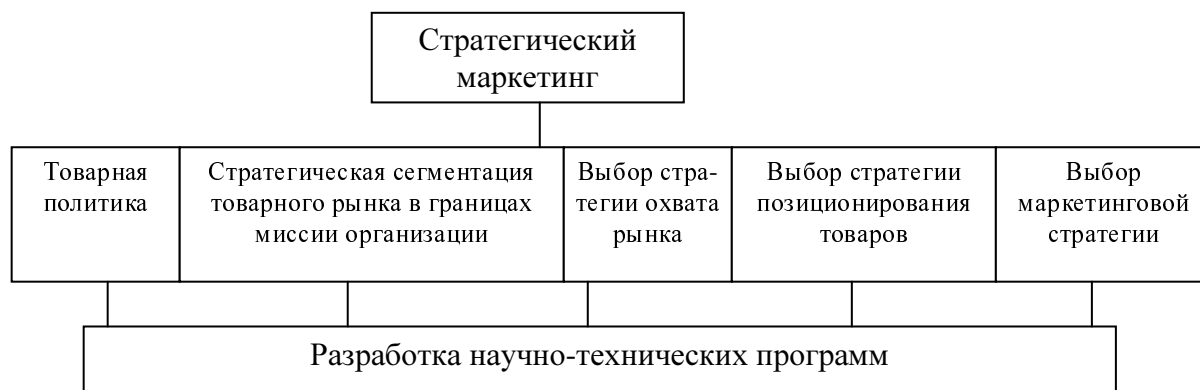 Стратегический
маркетинг
Товарная
политика
Стратегическая сегментация
товарного рынка в границах
миссии организации
Выбор стра-
тегии охвата
рынка
Выбор стратегии
позиционирования
товаров
Выбор
маркетинговой
стратегии
Разработка научно-технических программ